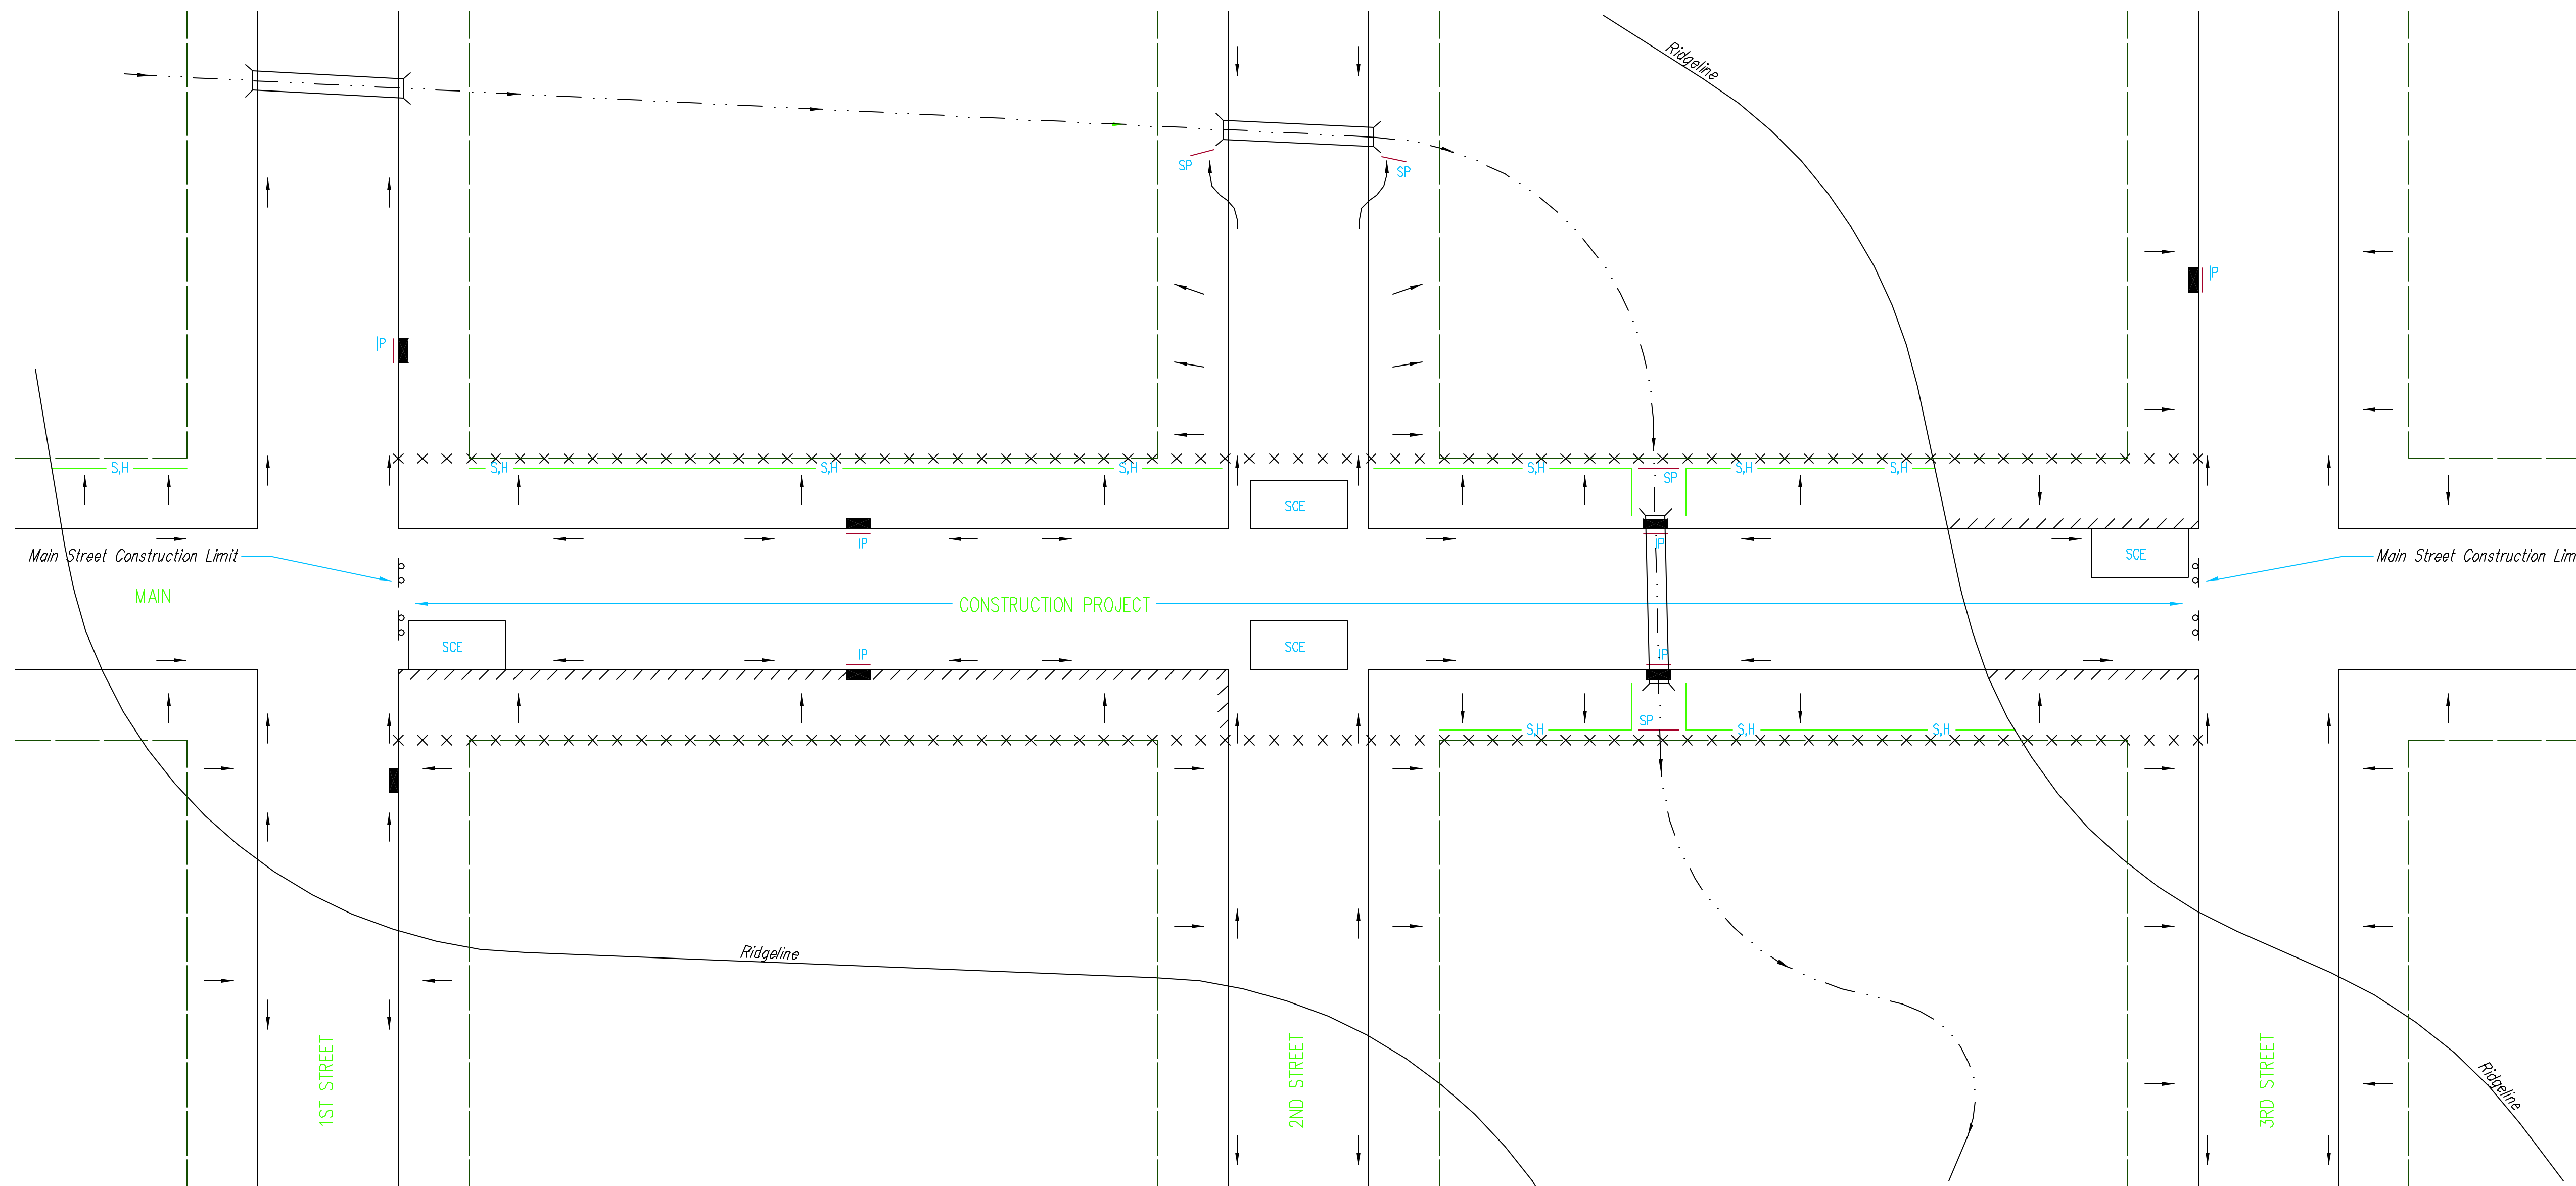 Ridgeline
SP
SP
IP
IP
S,H
S,H
S,H
S,H
S,H
S,H
S,H
SP
SCE
IP
IP
Main Street Construction Limit
SCE
Main Street Construction Lim
MAIN
CONSTRUCTION PROJECT
SCE
SCE
IP
IP
SP
S,H
S,H
S,H
Ridgeline
1ST STREET
2ND STREET
3RD STREET
Ridgeline